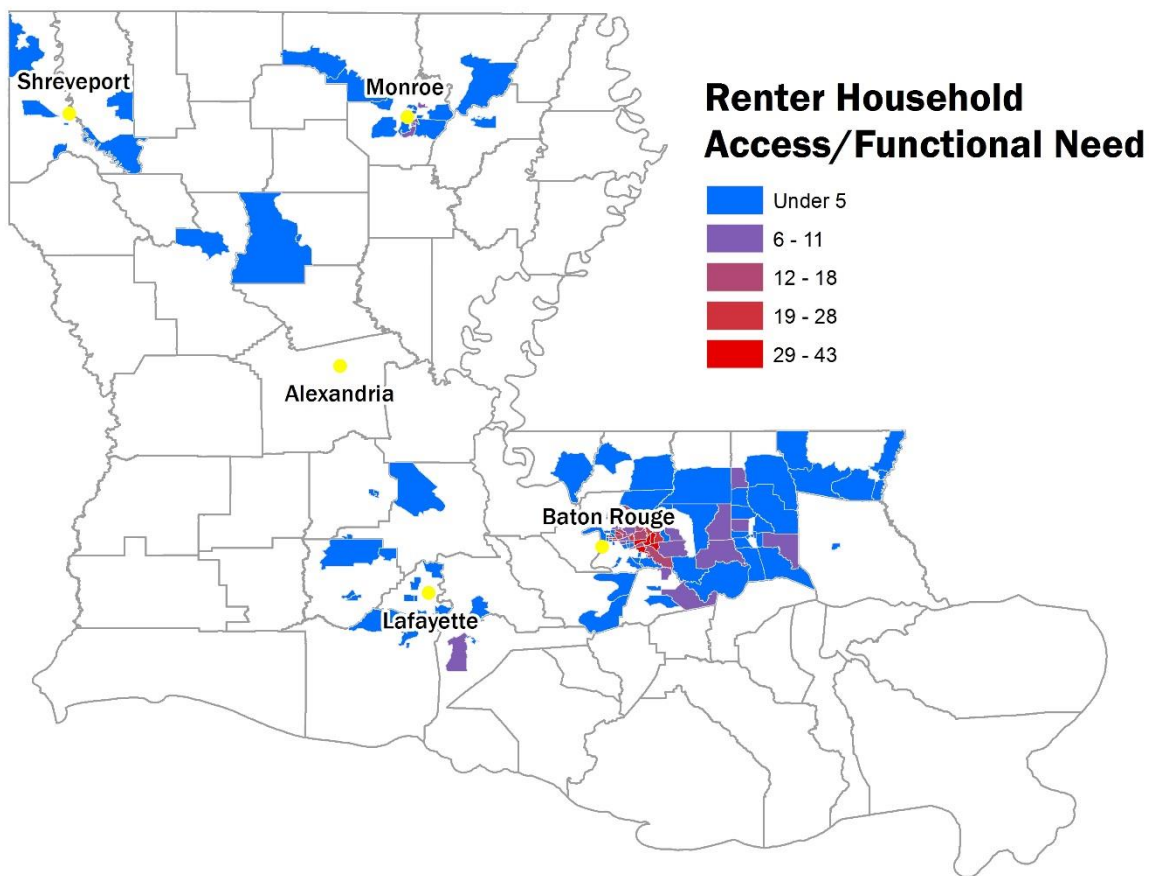 Renter Household
Access/Functional Need
Under 5
6 - 11
12 - 18
19 - 28
29 - 43
Shreveport
Monroe
Alexandria
Baton Rouge
Lafayette